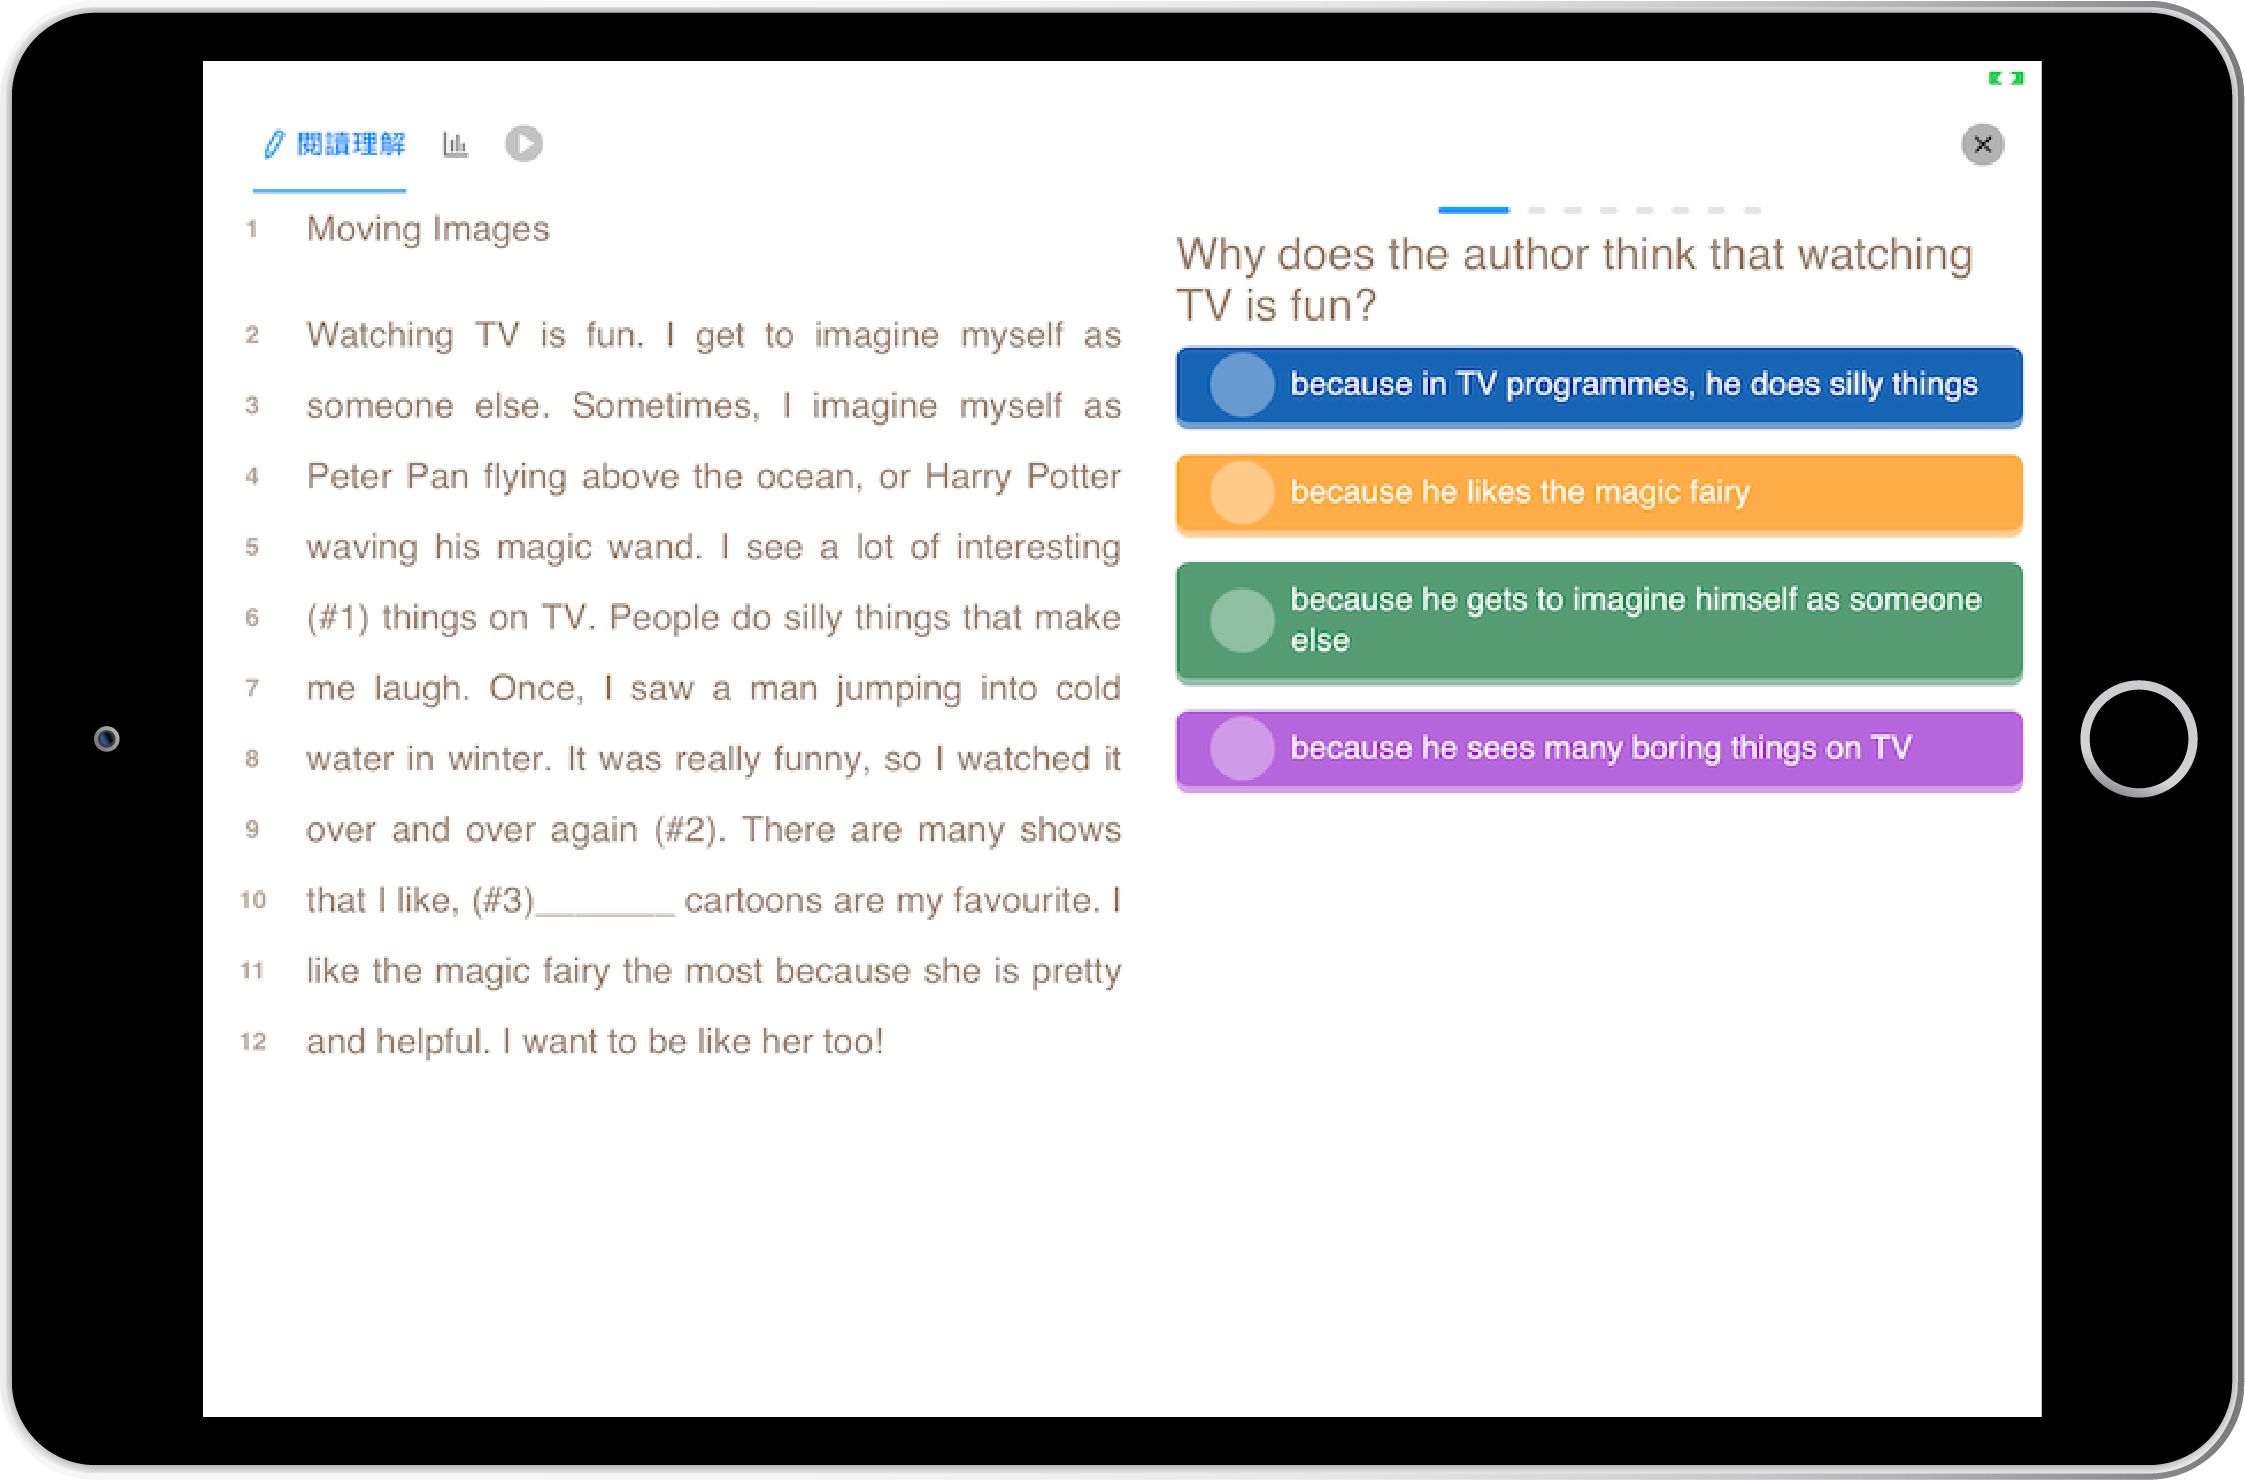 閱讀理解
1 Moving Images
2 Watching TV is fun. I get to imagine myself as
3 someone else. Sometimes, I imagine myself as
4 Peter Pan flying above the ocean, or Harry Potter
5 waving his magic wand. I see a lot of interesting
6 (#1) things on TV. People do silly things that make
7 me laugh. Once, I saw a man jumping into cold
8 water in winter. It was really funny, so I watched it
9 over and over again (#2). There are many shows
10 that I like, (#3)_______ cartoons are my favourite. I
11 like the magic fairy the most because she is pretty
12 and helpful. I want to be like her too!
Why does the author think that watching
TV is fun?
because in TV programmes, he does silly things
because he likes the magic fairy
because he gets to imagine himself as someone
else
because he sees many boring things on TV